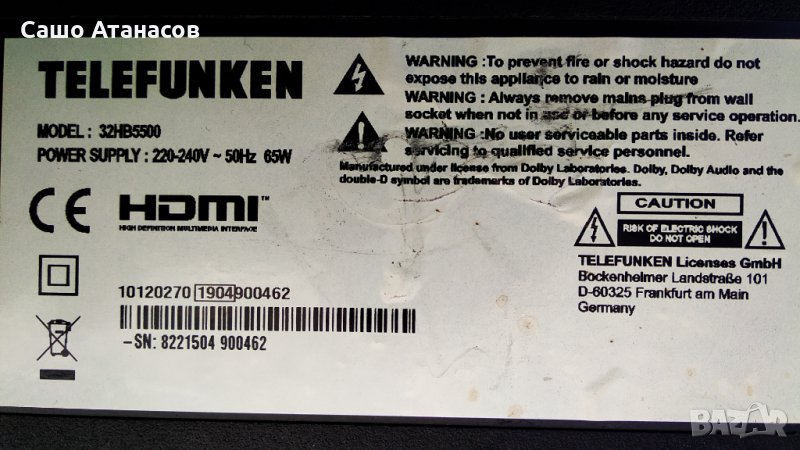 Сашо Атанасов
TELEFUNKEN
MODEL : 32HB5500
POWER SUPPLY : 220-240V ~ 50Hz 65W
WARNING :To prevent fire or shock hazard do not
expose this appliance to rain or moisture
WARNING : Always remove mains plug from wall
socket when not in use or before any service operation.
WARNING :No user serviceable parts inside. Refer
servicing to qualified service personnel.
Manufactured under license from Dolby Laboratories. Dolby, Dolby Audio and the
double-D symbol are trademarks of Dolby Laboratories.
CE HDMI™
HIGH DEFINITION MULTIMEDIA INTERFACE
CAUTION
RISK OF ELECTRIC SHOCK
DO NOT OPEN
TELEFUNKEN Licenses GmbH
Bockenheimer Landstraße 101
D-60325 Frankfurt am Main
Germany
10120270 1904 900462
–SN: 8221504 900462
BAZAR